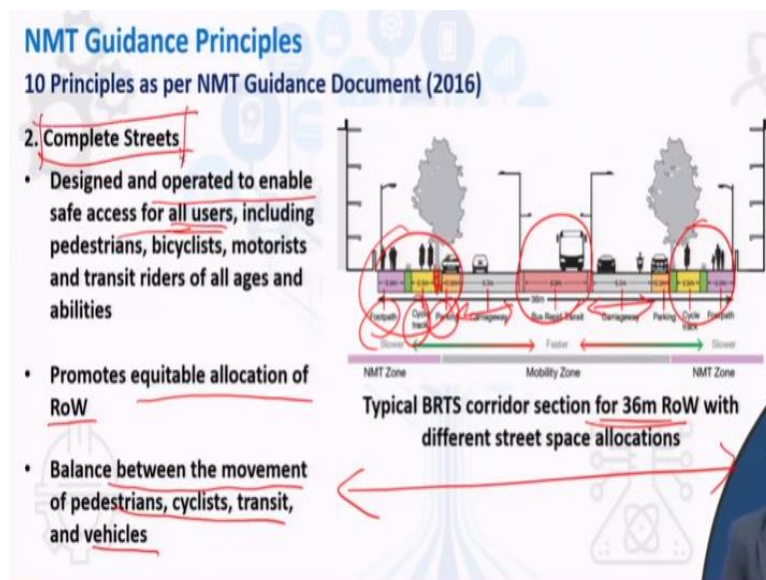 NMT Guidance Principles
10 Principles as per NMT Guidance Document (2016)
2. Complete Streets
• Designed and operated to enable
safe access for all users, including
pedestrians, bicyclists, motorists
and transit riders of all ages and
abilities
• Promotes equitable allocation of
RoW
• Balance between the movement
of pedestrians, cyclists, transit,
and vehicles
36m
Footpath Cycle track Parking Carriageway Bus Rapid Transit Carriageway Parking Cycle track Footpath
Slower Faster Slower
NMT Zone Mobility Zone NMT Zone
Typical BRTS corridor section for 36m RoW with
different street space allocations